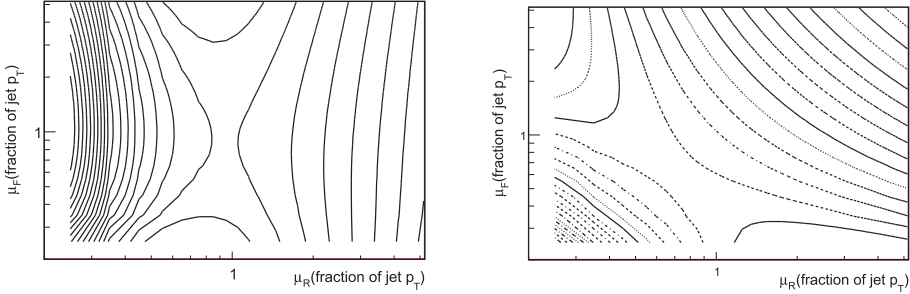 μF(fraction of jet pT)
1
1
μR(fraction of jet pT)
μF(fraction of jet pT)
1
1
μR(fraction of jet pT)